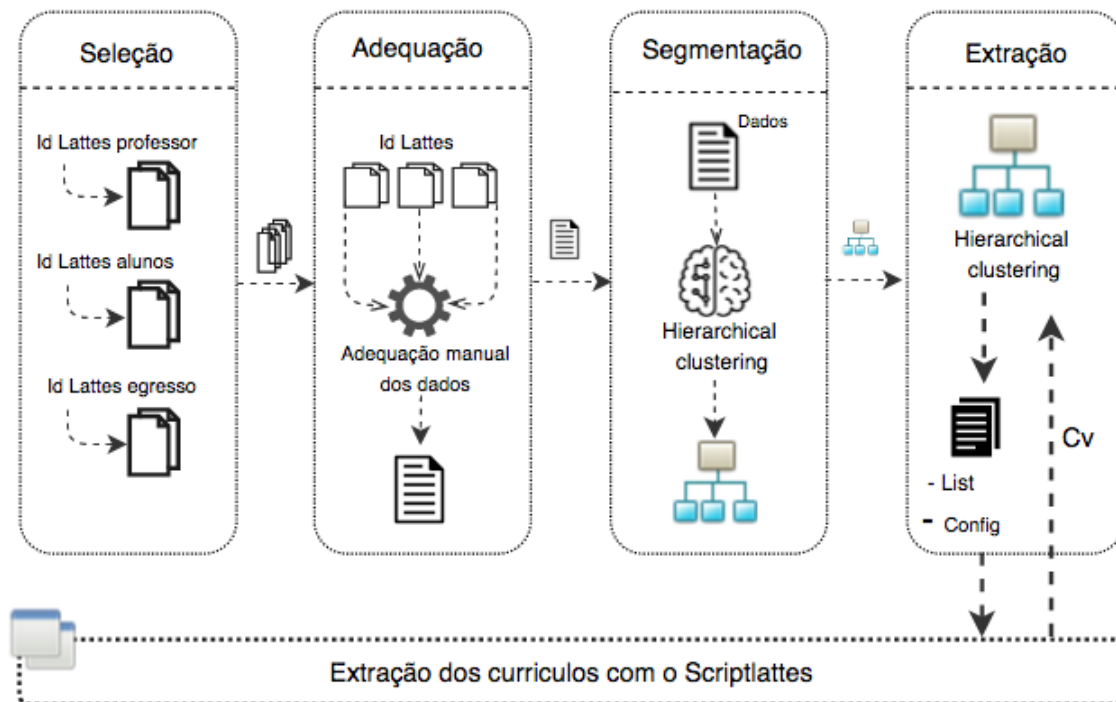 Seleção
Id Lattes professor
Id Lattes alunos
Id Lattes egresso
Adequação
Id Lattes
Adequação manual
dos dados
Segmentação
Dados
Hierarchical
clustering
Extração
Hierarchical
clustering
Cv
- List
- Config
Extração dos curriculos com o Scriptlattes